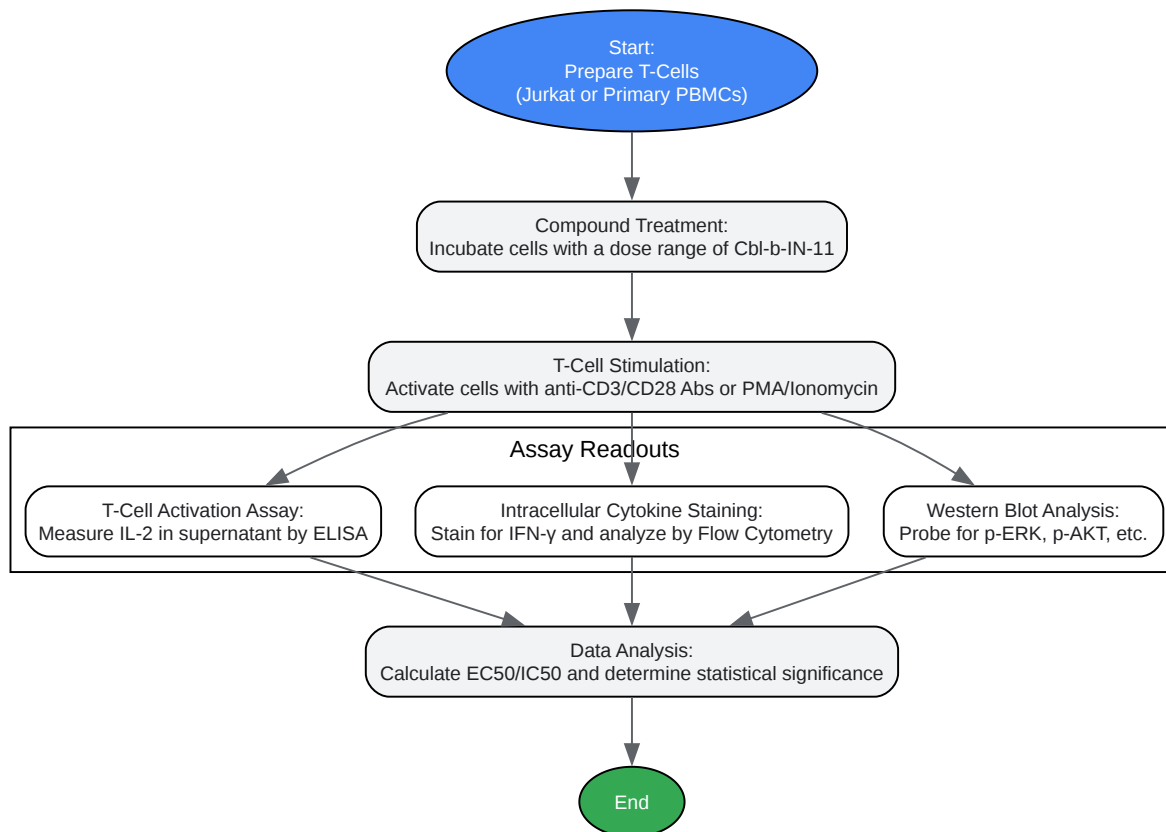 Start:
Prepare T-Cells
(Jurkat or Primary PBMCs)
Compound Treatment:
Incubate cells with a dose range of Cbl-b-IN-11
T-Cell Stimulation:
Activate cells with anti-CD3/CD28 Abs or PMA/Ionomycin
Assay Readouts
T-Cell Activation Assay:
Measure IL-2 in supernatant by ELISA
Intracellular Cytokine Staining:
Stain for IFN-γ and analyze by Flow Cytometry
Western Blot Analysis:
Probe for p-ERK, p-AKT, etc.
Data Analysis:
Calculate EC50/IC50 and determine statistical significance
End